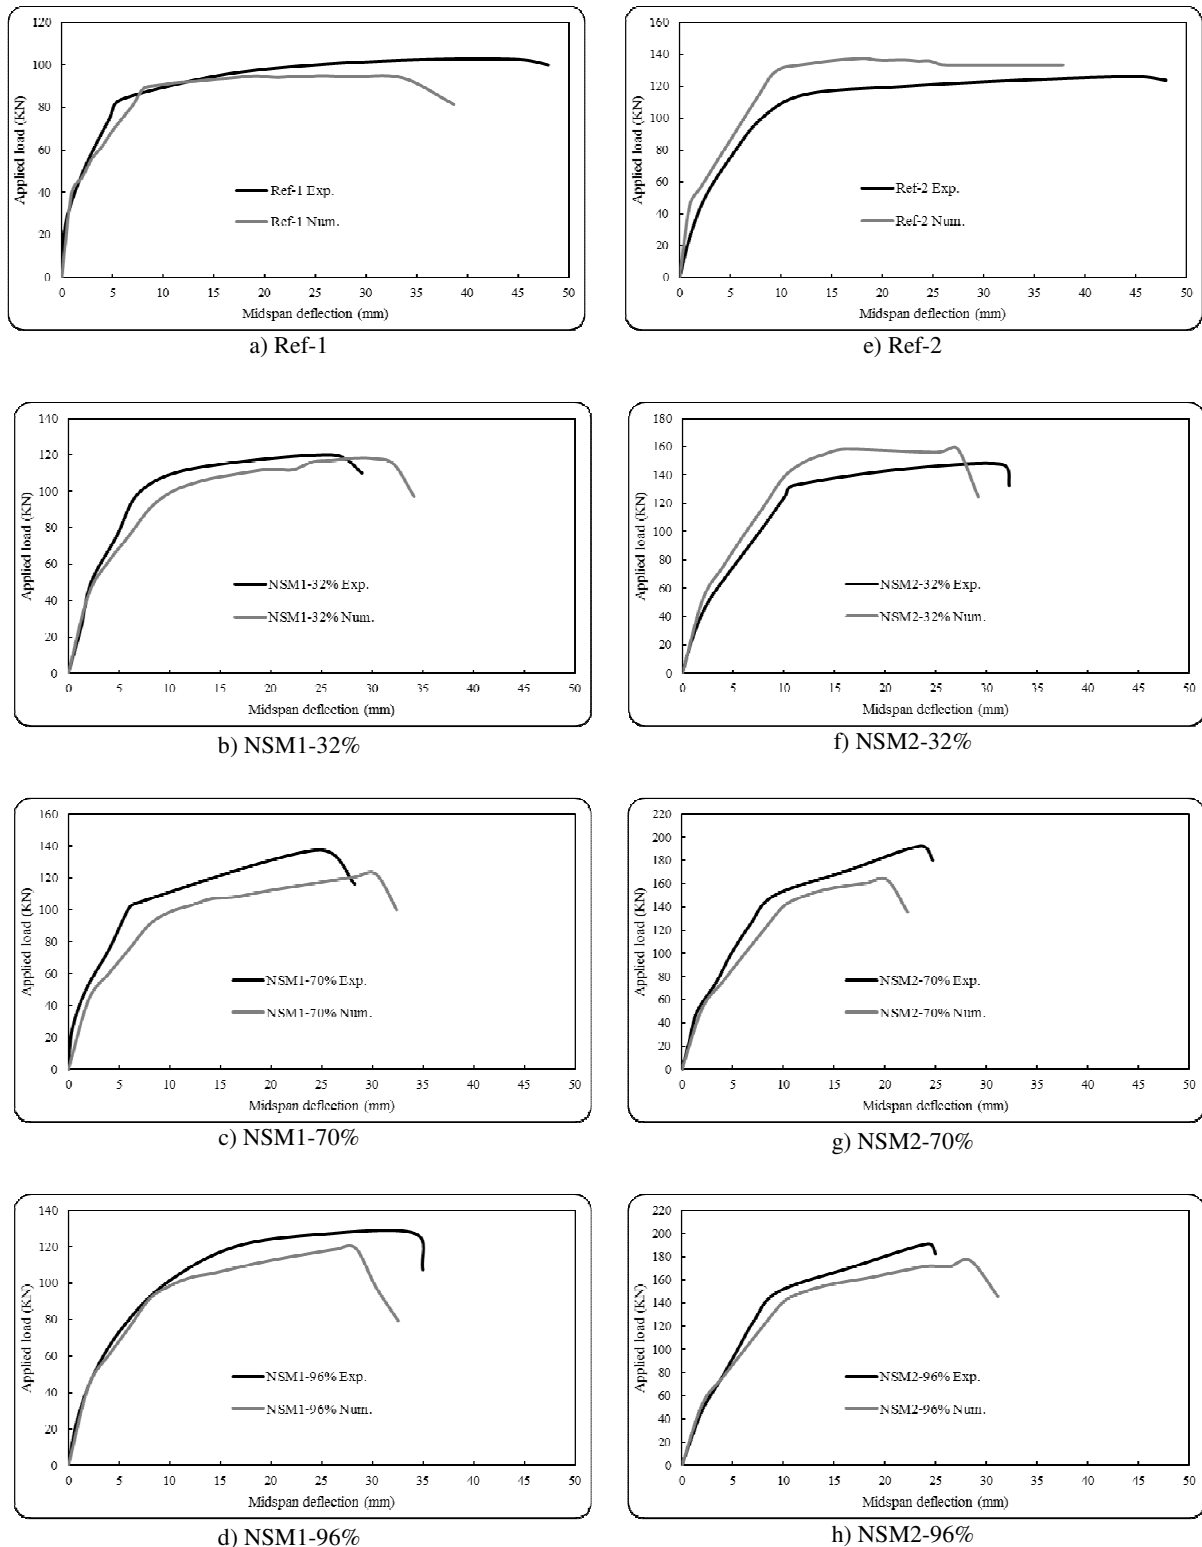 120
100
80
60
40
20
0
Applied load (KN)
Ref-1 Exp.
Ref-1 Num.
0 5 10 15 20 25 30 35 40 45 50
Midspan deflection (mm)
a) Ref-1
160
140
120
100
80
60
40
20
0
Applied load (KN)
Ref-2 Exp.
Ref-2 Num.
0 5 10 15 20 25 30 35 40 45 50
Midspan deflection (mm)
e) Ref-2
140
120
100
80
60
40
20
0
Applied load (KN)
NSM1-32% Exp.
NSM1-32% Num.
0 5 10 15 20 25 30 35 40 45 50
Midspan deflection (mm)
b) NSM1-32%
180
160
140
120
100
80
60
40
20
0
Applied load (KN)
NSM2-32% Exp.
NSM2-32% Num.
0 5 10 15 20 25 30 35 40 45 50
Midspan deflection (mm)
f) NSM2-32%
160
140
120
100
80
60
40
20
0
Applied load (KN)
NSM1-70% Exp.
NSM1-70% Num.
0 5 10 15 20 25 30 35 40 45 50
Midspan deflection (mm)
c) NSM1-70%
220
200
180
160
140
120
100
80
60
40
20
0
Applied load (KN)
NSM2-70% Exp.
NSM2-70% Num.
0 5 10 15 20 25 30 35 40 45 50
Midspan deflection (mm)
g) NSM2-70%
140
120
100
80
60
40
20
0
Applied load (KN)
NSM1-96% Exp.
NSM1-96% Num.
0 5 10 15 20 25 30 35 40 45 50
Midspan deflection (mm)
d) NSM1-96%
220
200
180
160
140
120
100
80
60
40
20
0
Applied load (KN)
NSM2-96% Exp.
NSM2-96% Num.
0 5 10 15 20 25 30 35 40 45 50
Midspan deflection (mm)
h) NSM2-96%